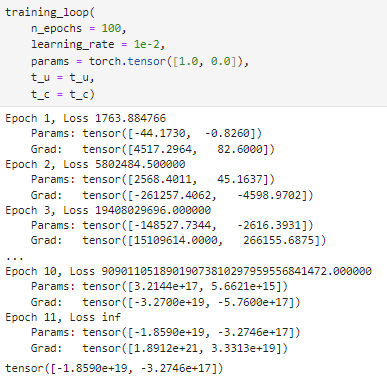 training_loop(
    n_epochs = 100,
    learning_rate = 1e-2,
    params = torch.tensor([1.0, 0.0]),
    t_u = t_u,
    t_c = t_c)
Epoch 1, Loss 1763.884766
    Params: tensor([-44.1730,  -0.8260])
    Grad:   tensor([4517.2964,   82.6000])
Epoch 2, Loss 5802484.500000
    Params: tensor([2568.4011,   45.1637])
    Grad:   tensor([-261257.4062,   -4598.9702])
Epoch 3, Loss 19408029696.000000
    Params: tensor([-148527.7344,   -2616.3931])
    Grad:   tensor([15109614.0000,   266155.6875])
...
Epoch 10, Loss 90901105189019073810297959556841472.000000
    Params: tensor([3.2144e+17, 5.6621e+15])
    Grad:   tensor([-3.2700e+19, -5.7600e+17])
Epoch 11, Loss inf
    Params: tensor([-1.8590e+19, -3.2746e+17])
    Grad:   tensor([1.8912e+21, 3.3313e+19])
tensor([-1.8590e+19, -3.2746e+17])